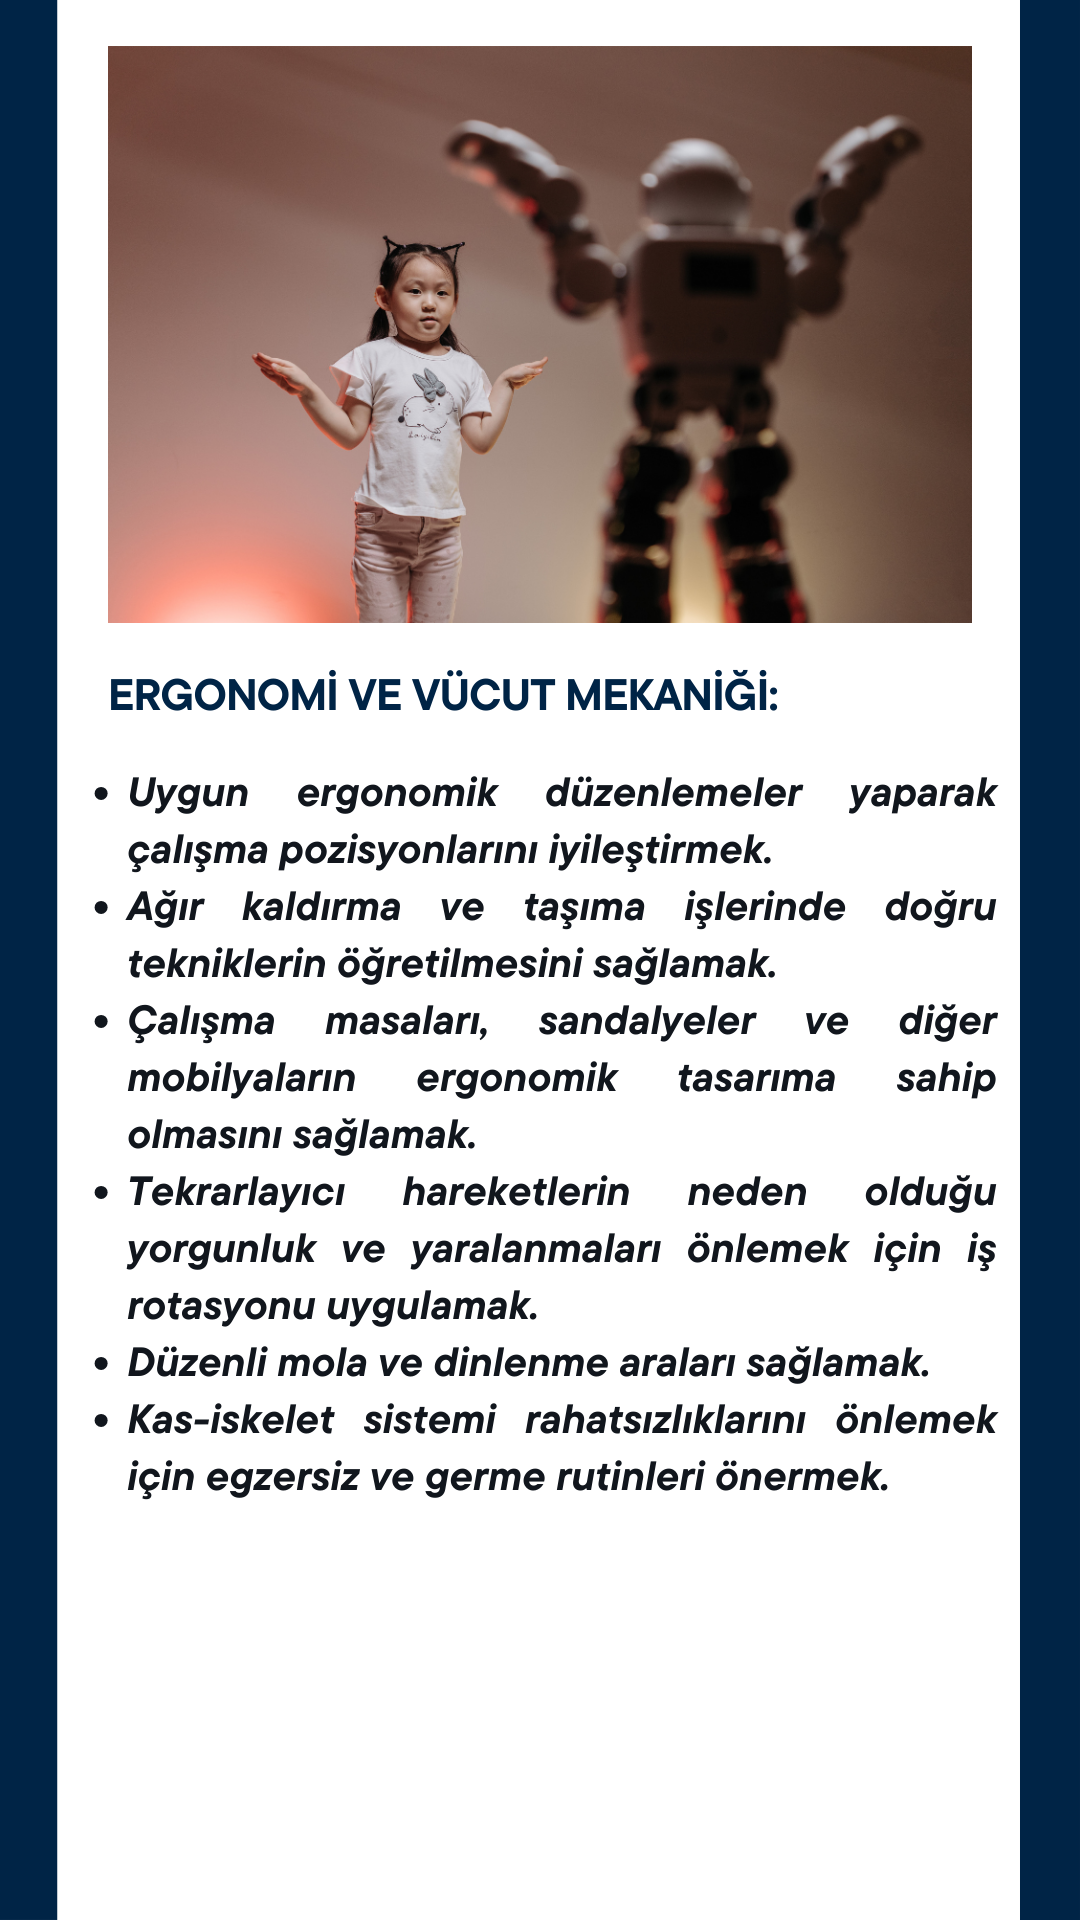 ERGONOMİ VE VÜCUT MEKANİĞİ:
• Uygun ergonomik düzenlemeler yaparak
çalışma pozisyonlarını iyileştirmek.
• Ağır kaldırma ve taşıma işlerinde doğru
tekniklerin öğretilmesini sağlamak.
• Çalışma masaları, sandalyeler ve diğer
mobilyaların ergonomik tasarıma sahip
olmasını sağlamak.
• Tekrarlayıcı hareketlerin neden olduğu
yorgunluk ve yaralanmaları önlemek için iş
rotasyonu uygulamak.
• Düzenli mola ve dinlenme araları sağlamak.
• Kas-iskelet sistemi rahatsızlıklarını önlemek
için egzersiz ve germe rutinleri önermek.